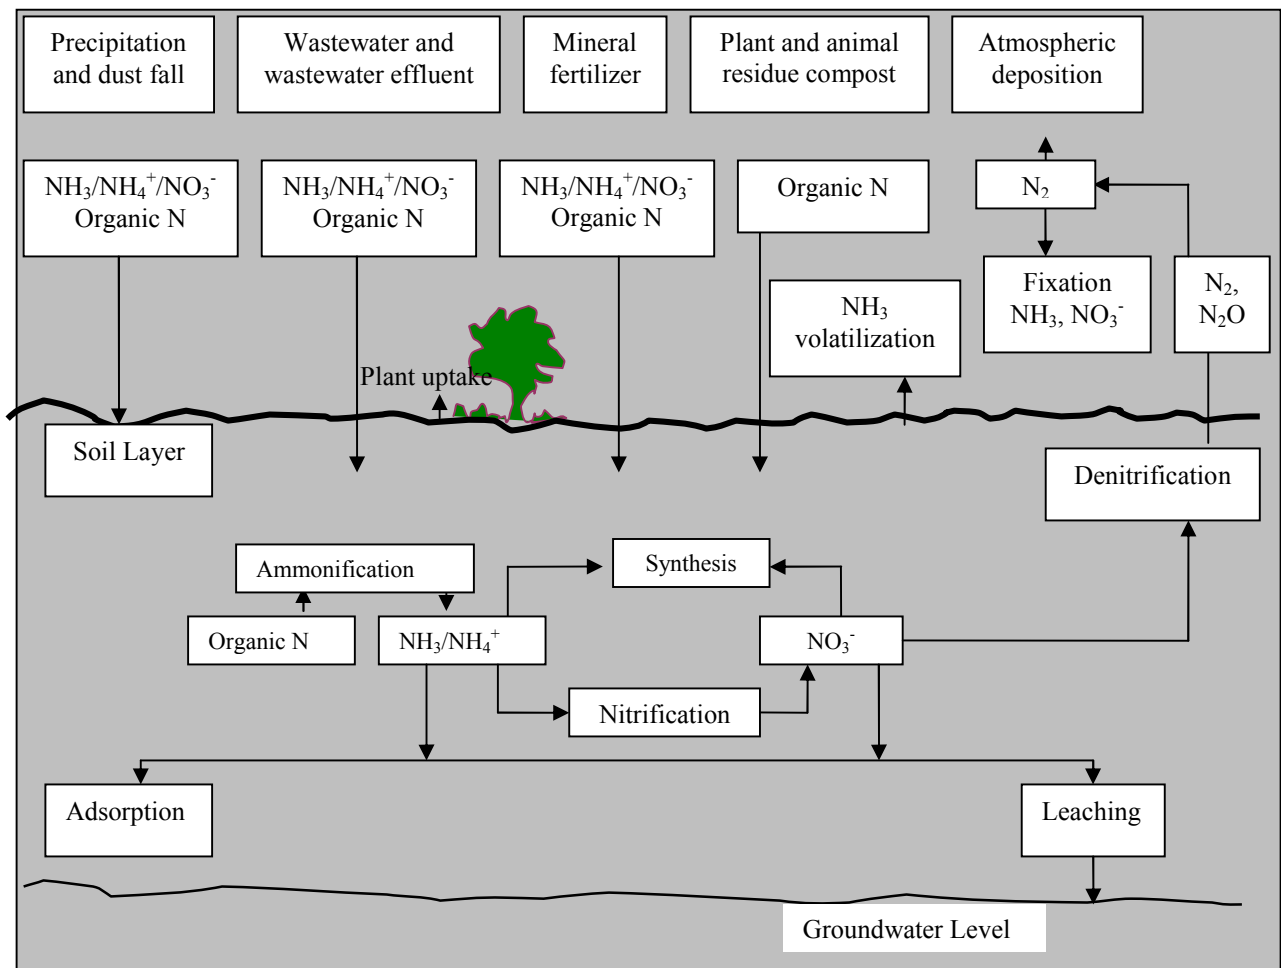 Precipitation
and dust fall
Wastewater and
wastewater effluent
Mineral
fertilizer
Plant and animal
residue compost
Atmospheric
deposition
NH₃/NH₄⁺/NO₃⁻
Organic N
NH₃/NH₄⁺/NO₃⁻
Organic N
NH₃/NH₄⁺/NO₃⁻
Organic N
Organic N
N₂
Fixation
NH₃, NO₃⁻
N₂,
N₂O
NH₃
volatilization
Plant uptake
Soil Layer
Denitrification
Ammonification
Synthesis
Organic N
NH₃/NH₄⁺
NO₃⁻
Nitrification
Adsorption
Leaching
Groundwater Level